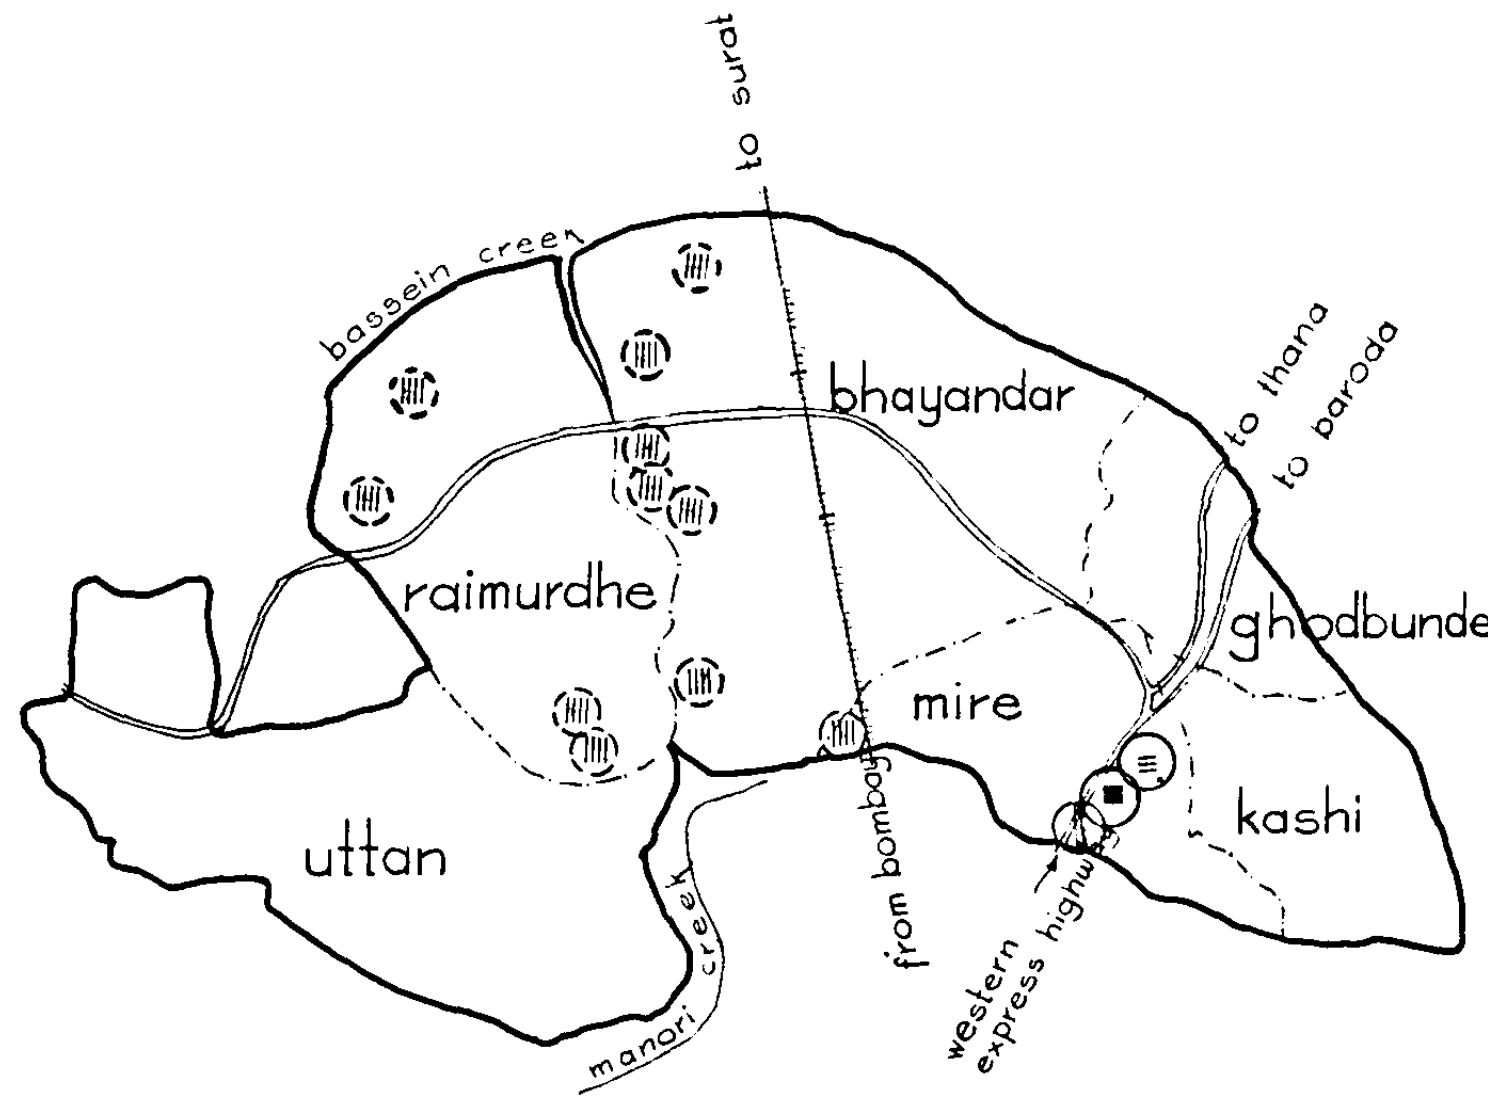 to surat
bassein creek
bhayandar
to thana
to baroda
raimurdhe
ghodbunde
mire
kashi
uttan
from bombay
western
express highway
manori creek